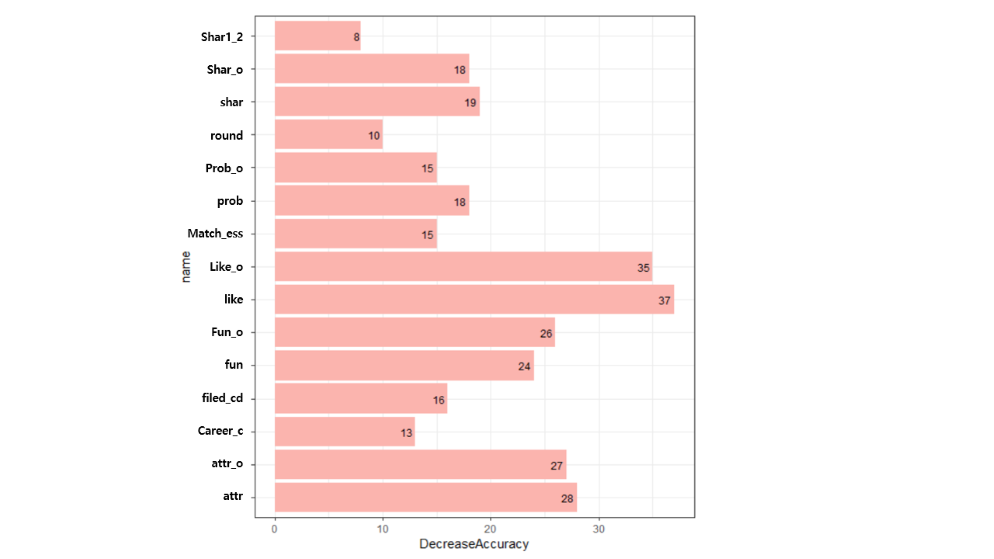 Shar1_2 8
Shar_o 18
shar 19
round 10
Prob_o 15
prob 18
Match_ess 15
Like_o 35
like 37
Fun_o 26
fun 24
filed_cd 16
Career_c 13
attr_o 27
attr 28
name
0 10 20 30
DecreaseAccuracy